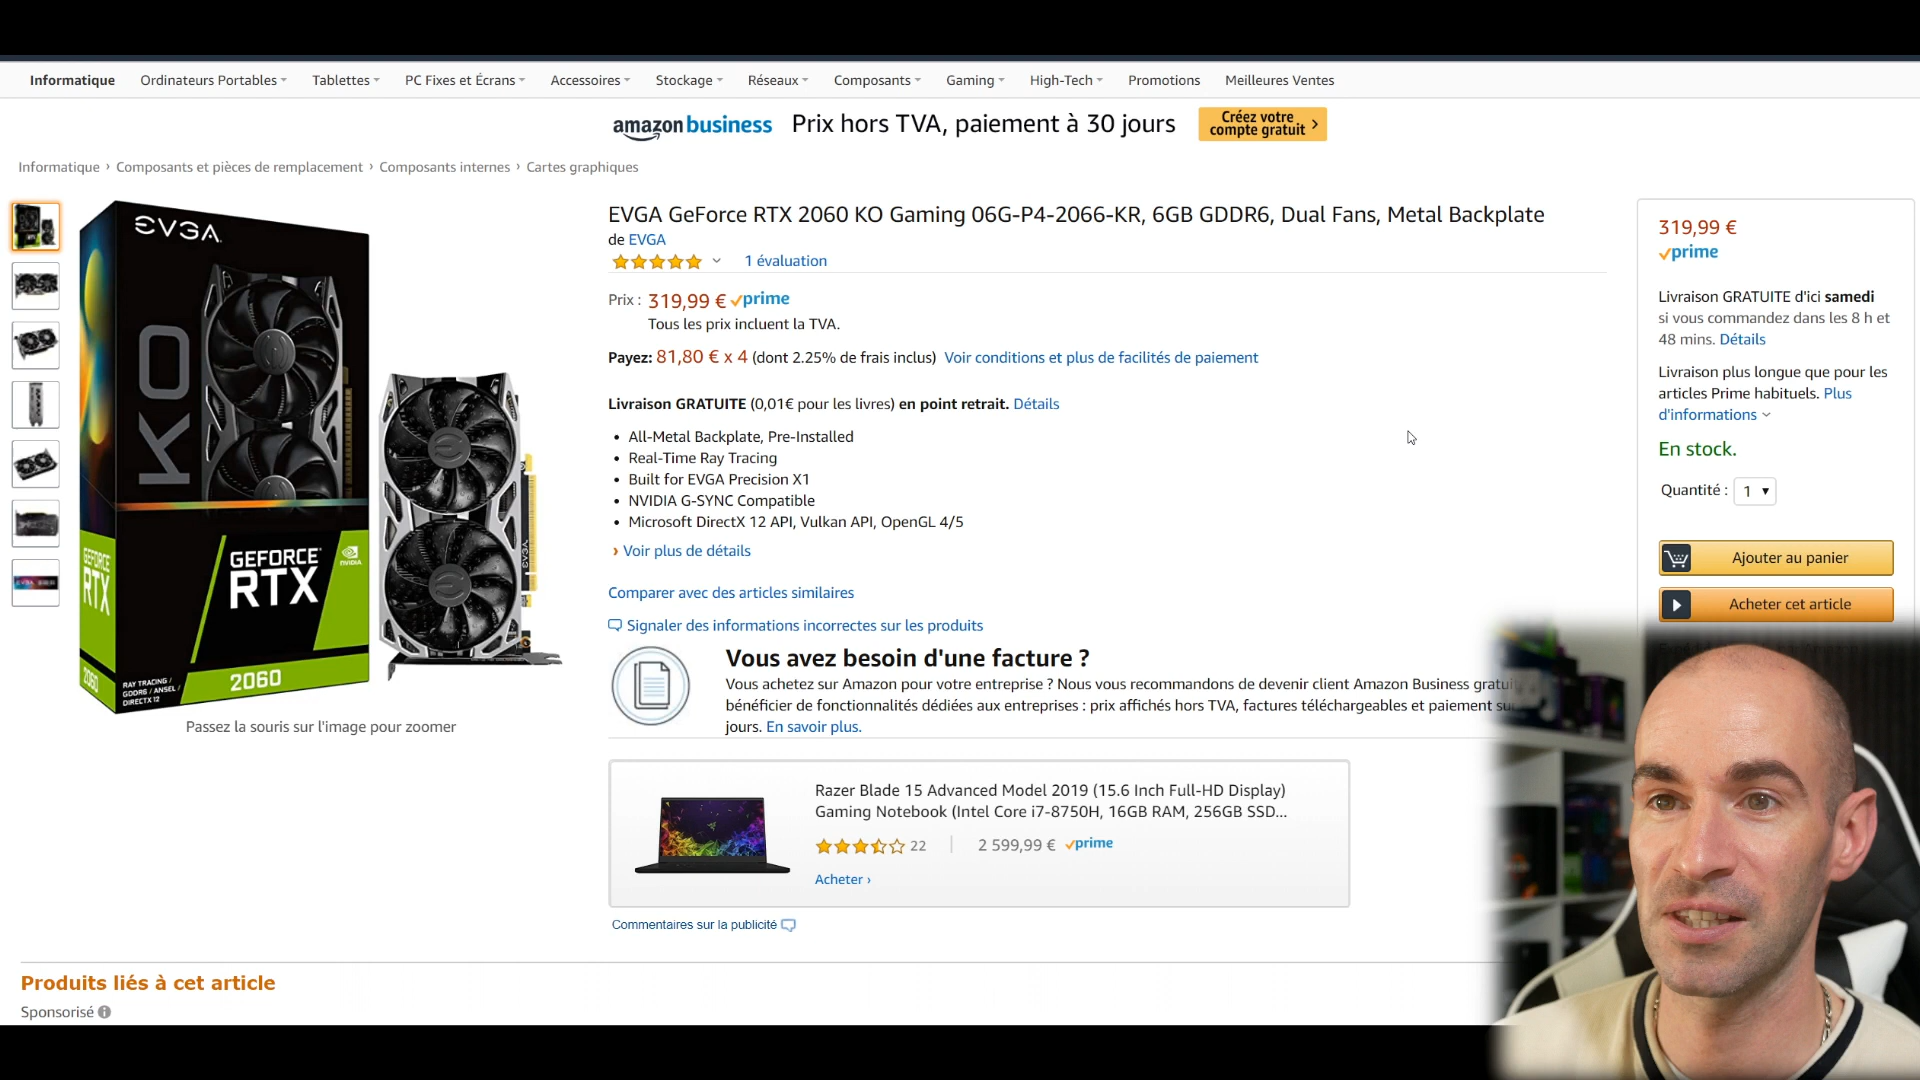 Informatique Ordinateurs Portables Tablettes PC Fixes et Écrans Accessoires Stockage Réseaux Composants Gaming High-Tech Promotions Meilleures Ventes
amazon business Prix hors TVA, paiement à 30 jours Créez votre compte gratuit ›
Informatique › Composants et pièces de remplacement › Composants internes › Cartes graphiques
EVGA
KO
GEFORCE RTX
GEFORCE RTX
NVIDIA
2060
2060
RAY TRACING /
GDDR6 / ANSEL /
DIRECTX 12
EVGA
Passez la souris sur l'image pour zoomer
EVGA GeForce RTX 2060 KO Gaming 06G-P4-2066-KR, 6GB GDDR6, Dual Fans, Metal Backplate
de EVGA
1 évaluation
Prix : 319,99 € prime
Tous les prix incluent la TVA.
Payez: 81,80 € x 4 (dont 2.25% de frais inclus) Voir conditions et plus de facilités de paiement
Livraison GRATUITE (0,01€ pour les livres) en point retrait. Détails
• All-Metal Backplate, Pre-Installed
• Real-Time Ray Tracing
• Built for EVGA Precision X1
• NVIDIA G-SYNC Compatible
• Microsoft DirectX 12 API, Vulkan API, OpenGL 4/5
› Voir plus de détails
Comparer avec des articles similaires
Signaler des informations incorrectes sur les produits
Vous avez besoin d'une facture ?
Vous achetez sur Amazon pour votre entreprise ? Nous vous recommandons de devenir client Amazon Business gratui
bénéficier de fonctionnalités dédiées aux entreprises : prix affichés hors TVA, factures téléchargeables et paiement su
jours. En savoir plus.
Razer Blade 15 Advanced Model 2019 (15.6 Inch Full-HD Display)
Gaming Notebook (Intel Core i7-8750H, 16GB RAM, 256GB SSD...
22 | 2 599,99 € prime
Acheter ›
Commentaires sur la publicité
Produits liés à cet article
Sponsorisé
319,99 €
prime
Livraison GRATUITE d'ici samedi
si vous commandez dans les 8 h et
48 mins. Détails
Livraison plus longue que pour les
articles Prime habituels. Plus
d'informations
En stock.
Quantité : 1
Ajouter au panier
Acheter cet article